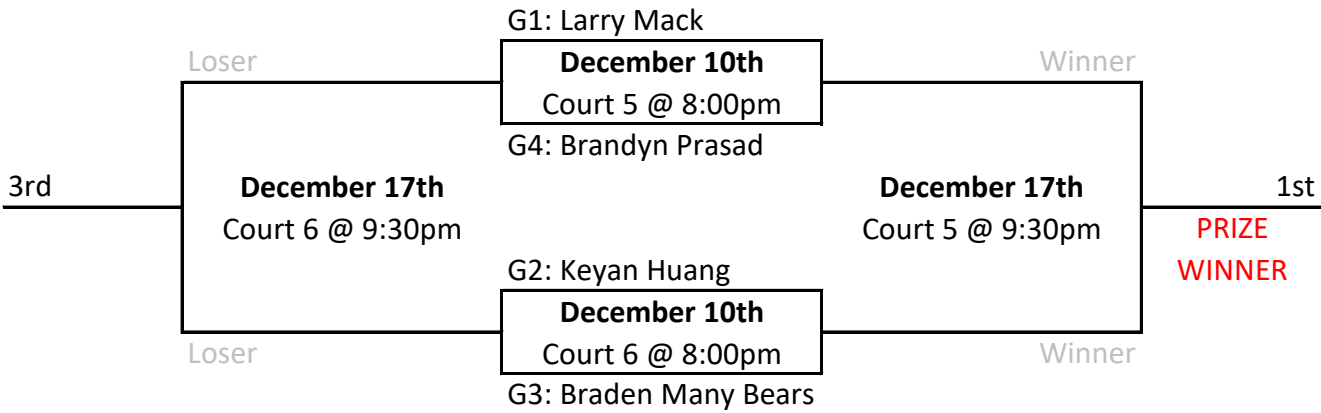 G1: Larry Mack
Loser
December 10th
Winner
Court 5 @ 8:00pm
G4: Brandyn Prasad
3rd
December 17th
December 17th
1st
Court 6 @ 9:30pm
Court 5 @ 9:30pm
PRIZE
WINNER
G2: Keyan Huang
December 10th
Loser
Court 6 @ 8:00pm
Winner
G3: Braden Many Bears